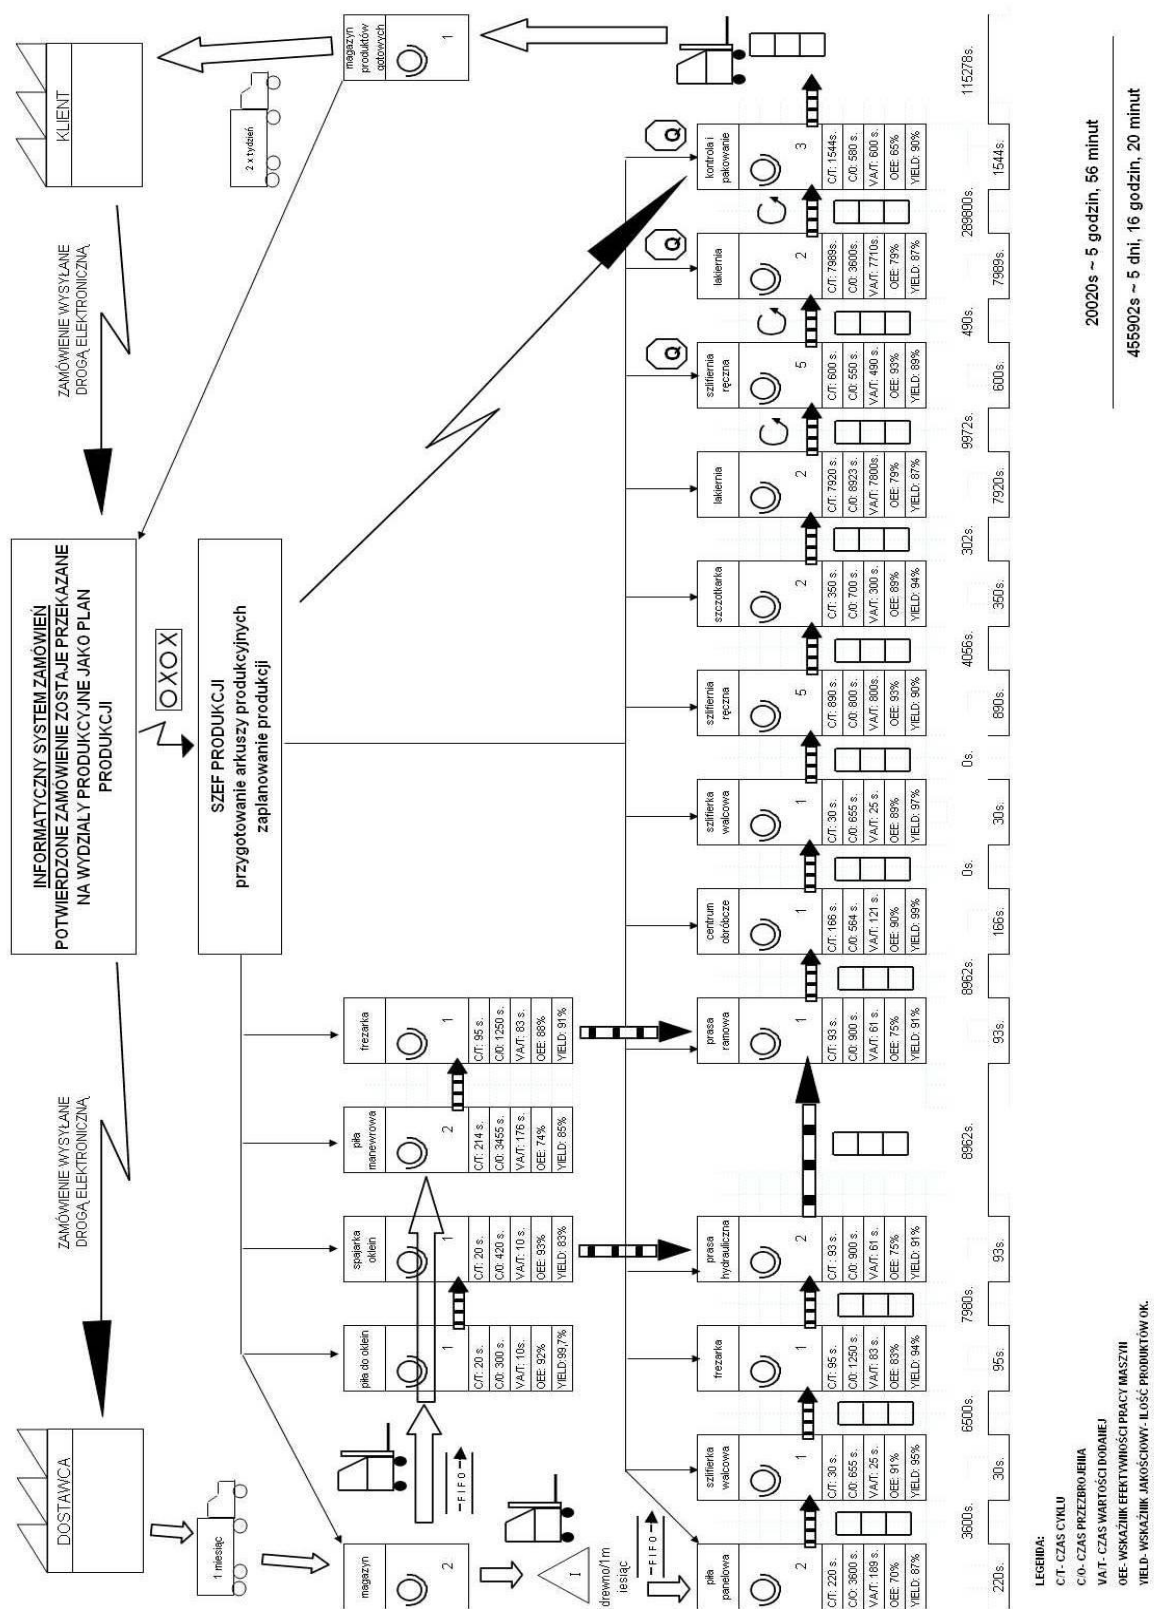 DOSTAWCA
ZAMÓWIENIE WYSYŁANE
DROGĄ ELEKTRONICZNĄ
INFORMATYCZNY SYSTEM ZAMÓWIEŃ
POTWIERDZONE ZAMÓWIENIE ZOSTAJE PRZEKAZANE
NA WYDZIAŁY PRODUKCYJNE JAKO PLAN
PRODUKCJI
ZAMÓWIENIE WYSYŁANE
DROGĄ ELEKTRONICZNĄ
KLIENT
OXOX
SZEF PRODUKCJI
przygotowanie arkuszy produkcyjnych
zaplanowanie produkcji
1 miesiąc
2 x tydzień
magazyn
2
piła do oklein
1
C/T: 20 s.
C/O: 300 s.
VA/T: 10s.
OEE: 92%
YIELD:99,7%
spajarka
oklein
1
C/T: 20 s.
C/O: 420 s.
VA/T: 10 s.
OEE: 93%
YIELD: 83%
piła
manewrowa
2
C/T: 214 s.
C/O: 3455 s.
VA/T: 176 s.
OEE: 74%
YIELD: 85%
frezarka
1
C/T: 95 s.
C/O: 1250 s.
VA/T: 83 s.
OEE: 88%
YIELD: 91%
magazyn
produktów
gotowych
1
-FIFO-
I
drewno/1m
iesiąc
-FIFO-
piła
panelowa
2
C/T: 220 s.
C/O: 3600 s.
VA/T: 189 s.
OEE: 70%
YIELD: 87%
szlifierka
walcowa
1
C/T: 30 s.
C/O: 655 s.
VA/T: 25 s.
OEE: 91%
YIELD: 95%
frezarka
1
C/T: 95 s.
C/O: 1250 s.
VA/T: 83 s.
OEE: 83%
YIELD: 94%
prasa
hydrauliczna
2
C/T: 93 s.
C/O: 900 s.
VA/T: 61 s.
OEE: 75%
YIELD: 91%
prasa
ramowa
1
C/T: 93 s.
C/O: 900 s.
VA/T: 61 s.
OEE: 75%
YIELD: 91%
centrum
obróbcze
1
C/T: 166 s.
C/O: 564 s.
VA/T: 121 s.
OEE: 90%
YIELD: 99%
szlifierka
walcowa
1
C/T: 30 s.
C/O: 655 s.
VA/T: 25 s.
OEE: 89%
YIELD: 97%
szlifiernia
ręczna
5
C/T: 890 s.
C/O: 800 s.
VA/T: 800s.
OEE: 93%
YIELD: 90%
szczotkarka
2
C/T: 350 s.
C/O: 700 s.
VA/T: 300 s.
OEE: 89%
YIELD: 94%
lakiernia
2
C/T: 7920 s.
C/O: 8923 s.
VA/T: 7800s.
OEE: 79%
YIELD: 87%
Q
szlifiernia
ręczna
5
C/T: 600 s.
C/O: 550 s.
VA/T: 490 s.
OEE: 93%
YIELD: 89%
Q
lakiernia
2
C/T: 7989s.
C/O: 3600s.
VA/T: 7710s.
OEE: 79%
YIELD: 87%
Q
kontrola i
pakowanie
3
C/T: 1544s.
C/O: 580 s.
VA/T: 600 s.
OEE: 65%
YIELD: 90%
220s.
3600s.
30s.
6500s.
95s.
7980s.
93s.
8962s.
93s.
8962s.
166s.
0s.
30s.
0s.
890s.
4056s.
350s.
302s.
7920s.
9972s.
600s.
490s.
7989s.
289800s.
1544s.
115278s.
LEGENDA:
C/T- CZAS CYKLU
C/O- CZAS PRZEZBROJENIA
VA/T- CZAS WARTOŚCI DODANEJ
OEE- WSKAŹNIK EFEKTYWNOŚCI PRACY MASZYN
YIELD- WSKAŹNIK JAKOŚCIOWY- ILOŚĆ PRODUKTÓW OK.
20020s ~ 5 godzin, 56 minut
455902s ~ 5 dni, 16 godzin, 20 minut